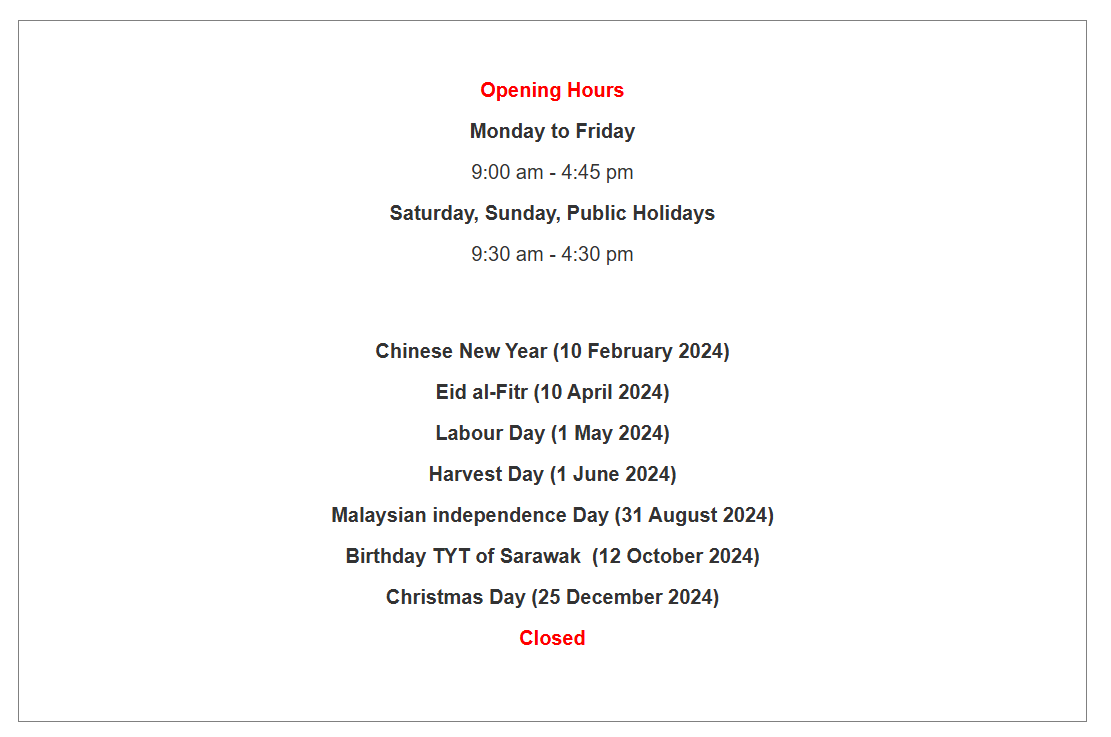 Opening Hours
Monday to Friday
9:00 am - 4:45 pm
Saturday, Sunday, Public Holidays
9:30 am - 4:30 pm
Chinese New Year (10 February 2024)
Eid al-Fitr (10 April 2024)
Labour Day (1 May 2024)
Harvest Day (1 June 2024)
Malaysian independence Day (31 August 2024)
Birthday TYT of Sarawak  (12 October 2024)
Christmas Day (25 December 2024)
Closed